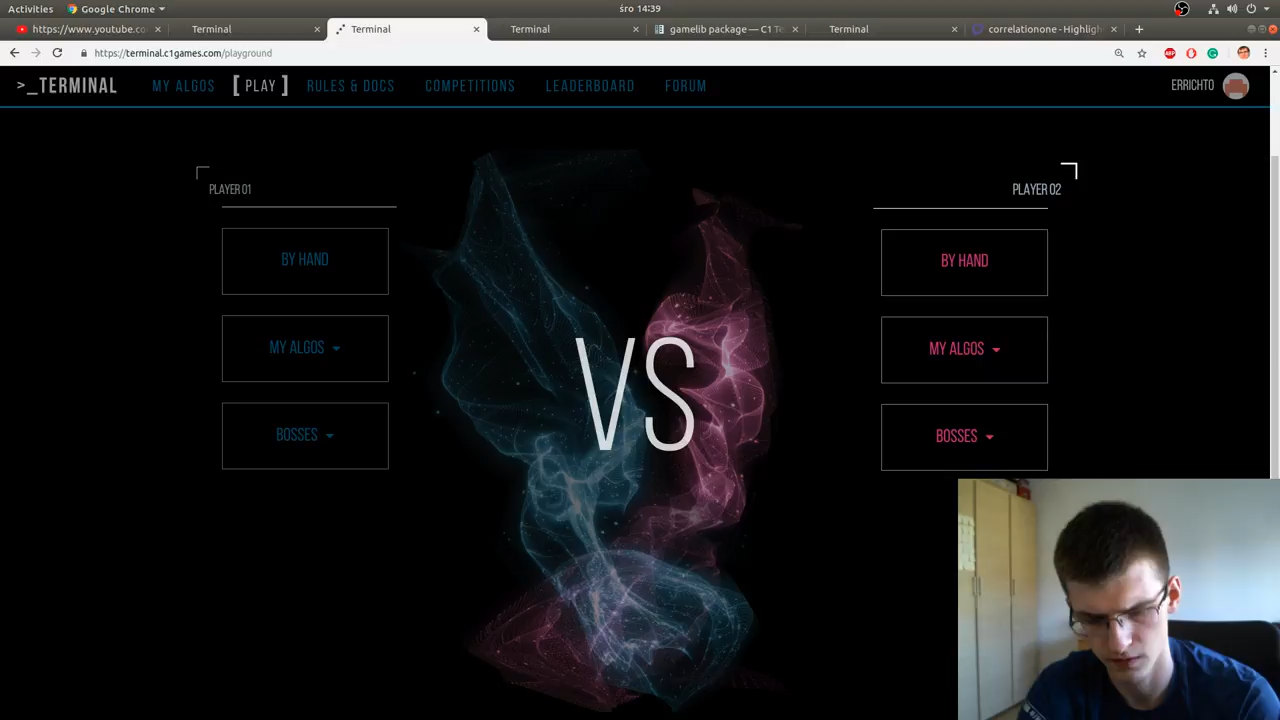 Activities
Google Chrome
śro 14:39
https://www.youtube.co
Terminal
Terminal
Terminal
gamelib package — C1 Te
Terminal
correlationone - Highligh
https://terminal.c1games.com/playground
>_TERMINAL
MY ALGOS
[ PLAY ]
RULES & DOCS
COMPETITIONS
LEADERBOARD
FORUM
ERRICHTO
PLAYER 01
PLAYER 02
BY HAND
BY HAND
MY ALGOS
MY ALGOS
BOSSES
BOSSES
VS